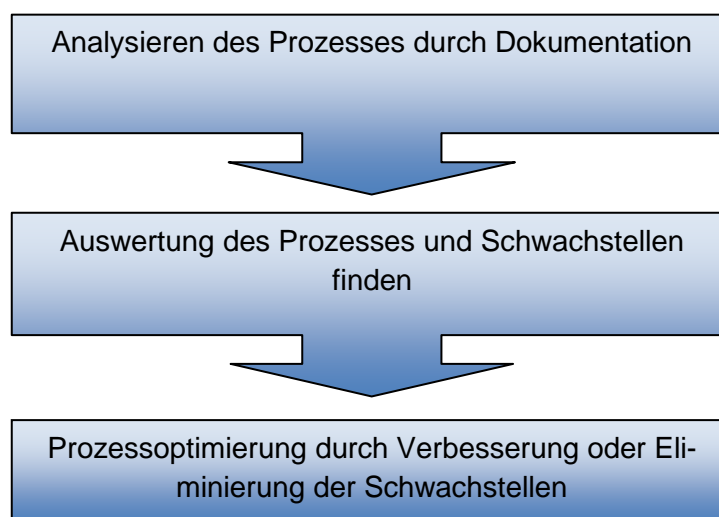 Analysieren des Prozesses durch Dokumentation
Auswertung des Prozesses und Schwachstellen
finden
Prozessoptimierung durch Verbesserung oder Eli-
minierung der Schwachstellen